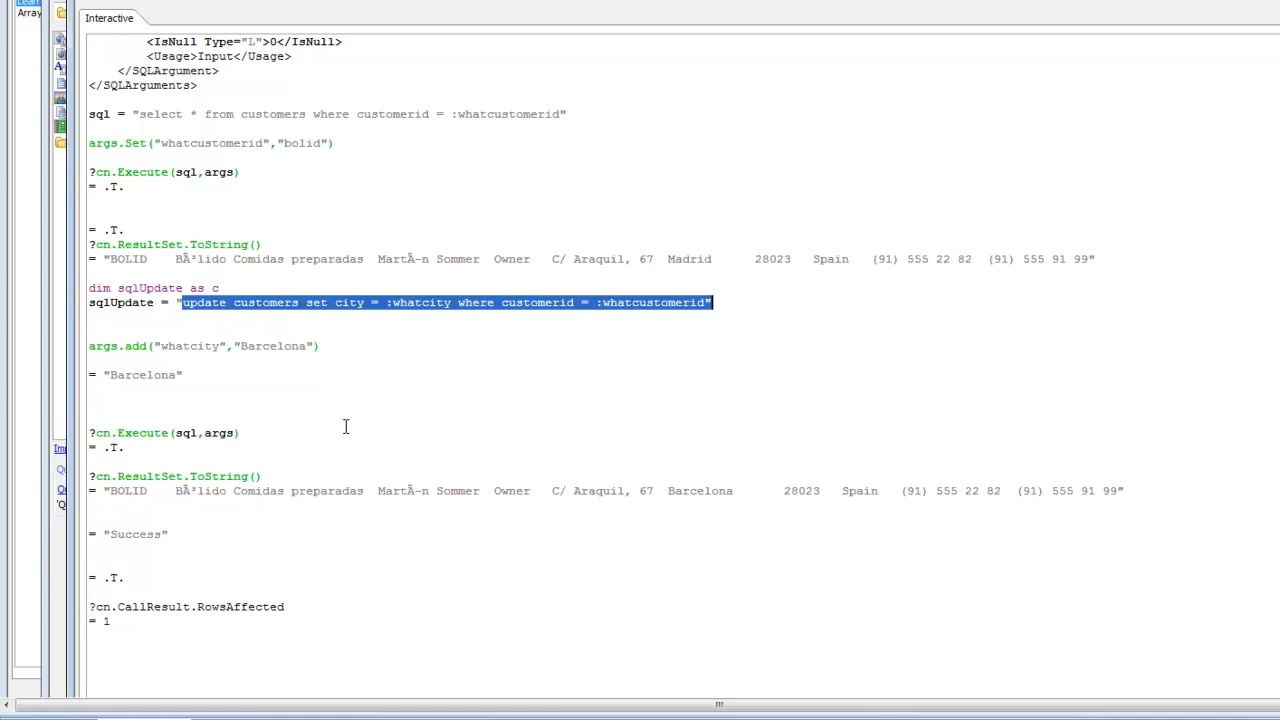 Learn
Array
Interactive
<IsNull Type="L">0</IsNull>
<Usage>Input</Usage>
</SQLArgument>
</SQLArguments>
sql = "select * from customers where customerid = :whatcustomerid"
args.Set("whatcustomerid","bolid")
?cn.Execute(sql,args)
= .T.
= .T.
?cn.ResultSet.ToString()
= "BOLID BÃ³lido Comidas preparadas MartÃ­n Sommer Owner C/ Araquil, 67 Madrid 28023 Spain (91) 555 22 82 (91) 555 91 99"
dim sqlUpdate as c
sqlUpdate = "update customers set city = :whatcity where customerid = :whatcustomerid"
args.add("whatcity","Barcelona")
= "Barcelona"
?cn.Execute(sql,args)
= .T.
?cn.ResultSet.ToString()
= "BOLID BÃ³lido Comidas preparadas MartÃ­n Sommer Owner C/ Araquil, 67 Barcelona 28023 Spain (91) 555 22 82 (91) 555 91 99"
= "Success"
= .T.
?cn.CallResult.RowsAffected
= 1
Im
Qu
Q
'Q